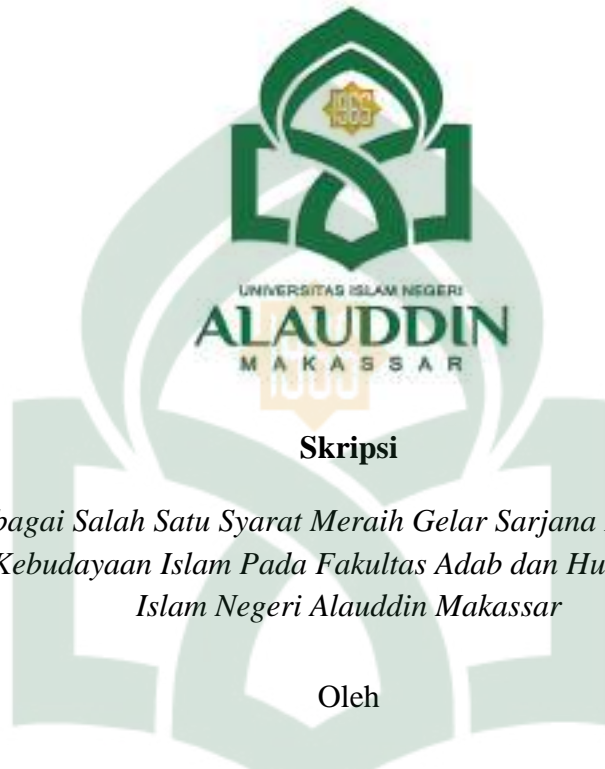 1965
UNIVERSITAS ISLAM NEGERI
ALAUDDIN
MAKASSAR
Skripsi
bagai Salah Satu Syarat Meraih Gelar Sarjana
Kebudayaan Islam Pada Fakultas Adab dan Hu
Islam Negeri Alauddin Makassar
Oleh